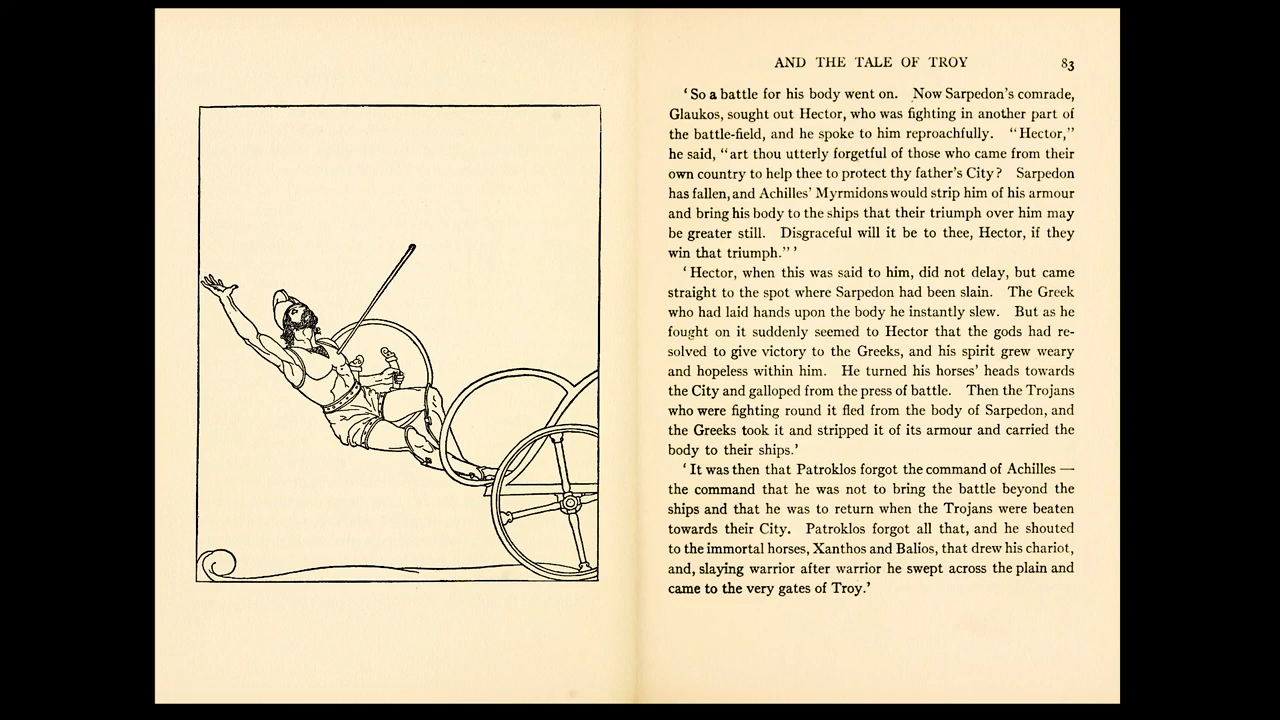 AND THE TALE OF TROY 83
‘So a battle for his body went on. Now Sarpedon’s comrade,
Glaukos, sought out Hector, who was fighting in another part of
the battle-field, and he spoke to him reproachfully. “Hector,”
he said, “art thou utterly forgetful of those who came from their
own country to help thee to protect thy father’s City? Sarpedon
has fallen, and Achilles’ Myrmidons would strip him of his armour
and bring his body to the ships that their triumph over him may
be greater still. Disgraceful will it be to thee, Hector, if they
win that triumph.” ’
‘Hector, when this was said to him, did not delay, but came
straight to the spot where Sarpedon had been slain. The Greek
who had laid hands upon the body he instantly slew. But as he
fought on it suddenly seemed to Hector that the gods had re-
solved to give victory to the Greeks, and his spirit grew weary
and hopeless within him. He turned his horses’ heads towards
the City and galloped from the press of battle. Then the Trojans
who were fighting round it fled from the body of Sarpedon, and
the Greeks took it and stripped it of its armour and carried the
body to their ships.’
‘It was then that Patroklos forgot the command of Achilles —
the command that he was not to bring the battle beyond the
ships and that he was to return when the Trojans were beaten
towards their City. Patroklos forgot all that, and he shouted
to the immortal horses, Xanthos and Balios, that drew his chariot,
and, slaying warrior after warrior he swept across the plain and
came to the very gates of Troy.’